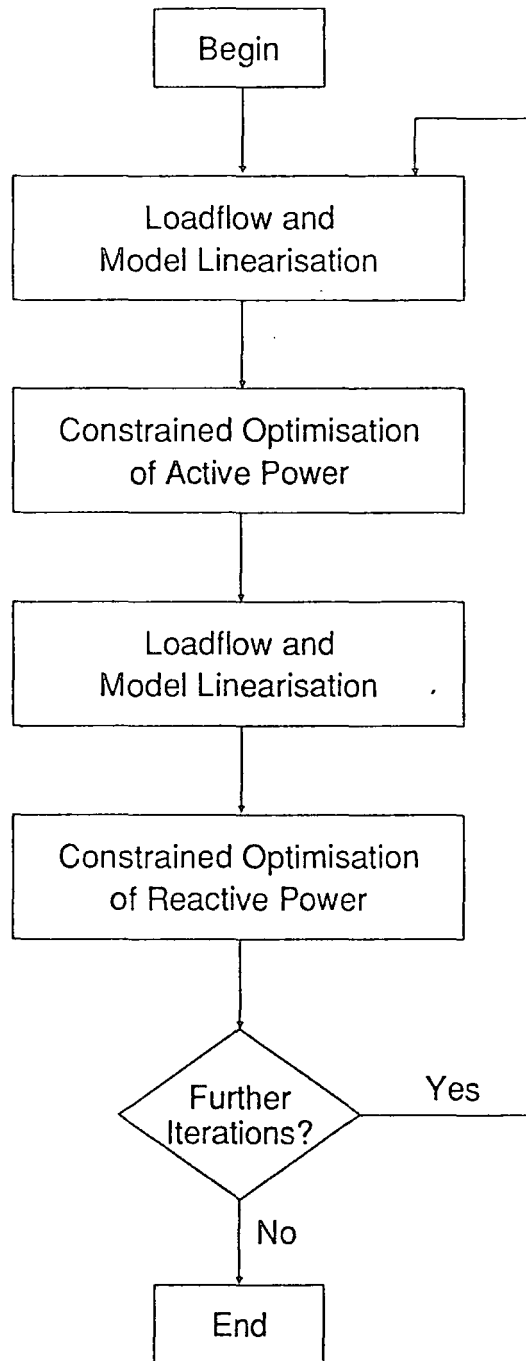 Begin
Loadflow and
Model Linearisation
Constrained Optimisation
of Active Power
Loadflow and
Model Linearisation
Constrained Optimisation
of Reactive Power
Further
Iterations?
Yes
No
End